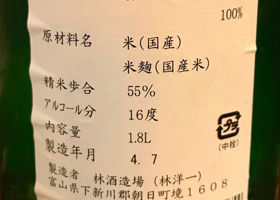 100%
原材料名 米(国産)
米麹(国産米)
精米歩合 55%
アルコール分 16度
内容量 1.8L
製造年月 4.7
プラ
(中栓)
製造者 林酒造場(林洋一)
富山県下新川郡朝日町境1608